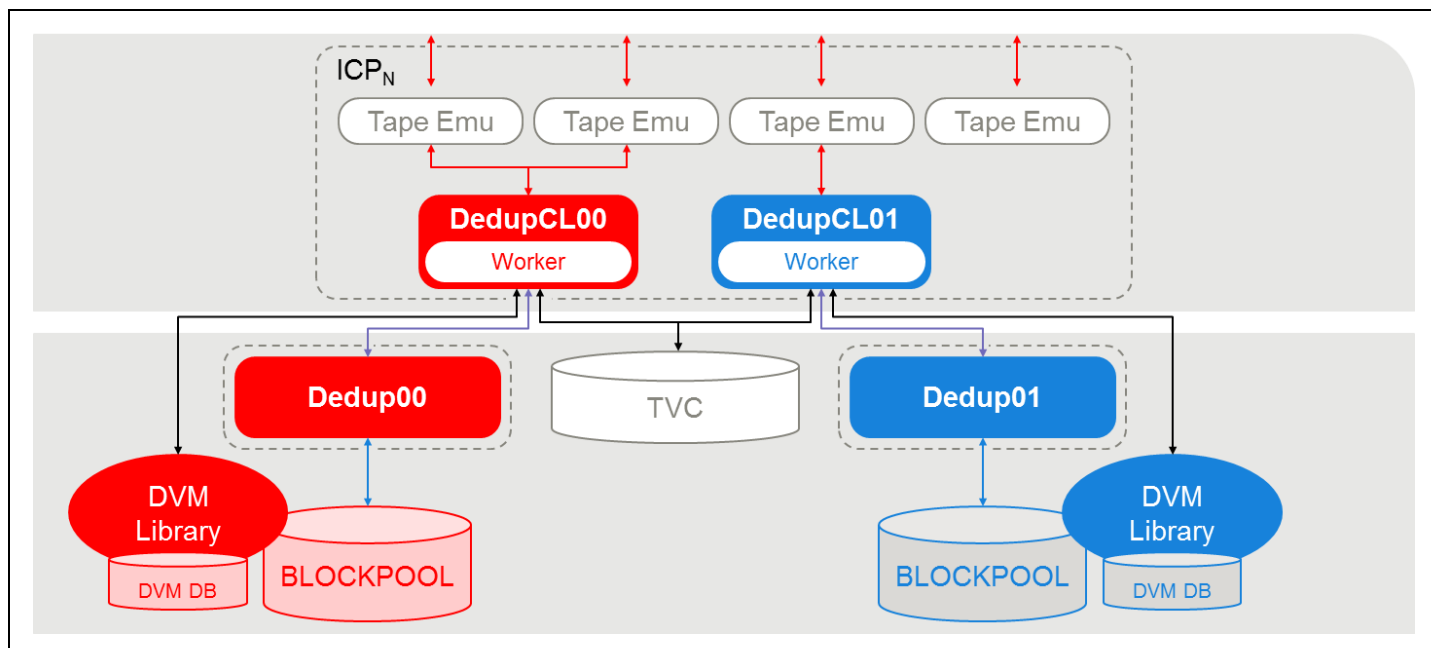 ICPN
Tape Emu
Tape Emu
Tape Emu
Tape Emu
DedupCL00
Worker
DedupCL01
Worker
Dedup00
TVC
Dedup01
DVM
Library
DVM DB
BLOCKPOOL
BLOCKPOOL
DVM
Library
DVM DB